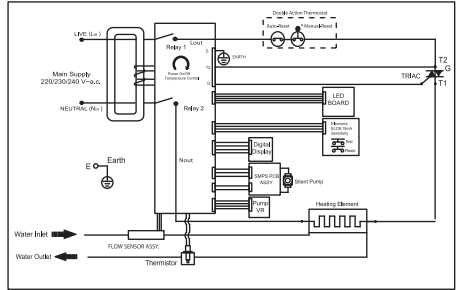 Double Action Thermostat
Auto-Reset
* Manual-Reset
LIVE (Lin )
Lout
Relay 1
E
EARTH
T2
T2
G
G
TRIAC
T1
Power On/Off
Temperature Control
Main Supply
220/230/240 V~a.c.
NEUTRAL (Nin )
Relay 2
LED
BOARD
Electronic
ELCB,15mA
Sensitivity
Test
Reset
Nout
Digital
Display
E
Earth
SMPS PCB
ASSY
Silent Pump
Pump
VR
Heating Element
Water Inlet
FLOW SENSOR ASSY.
Water Outlet
Thermistor